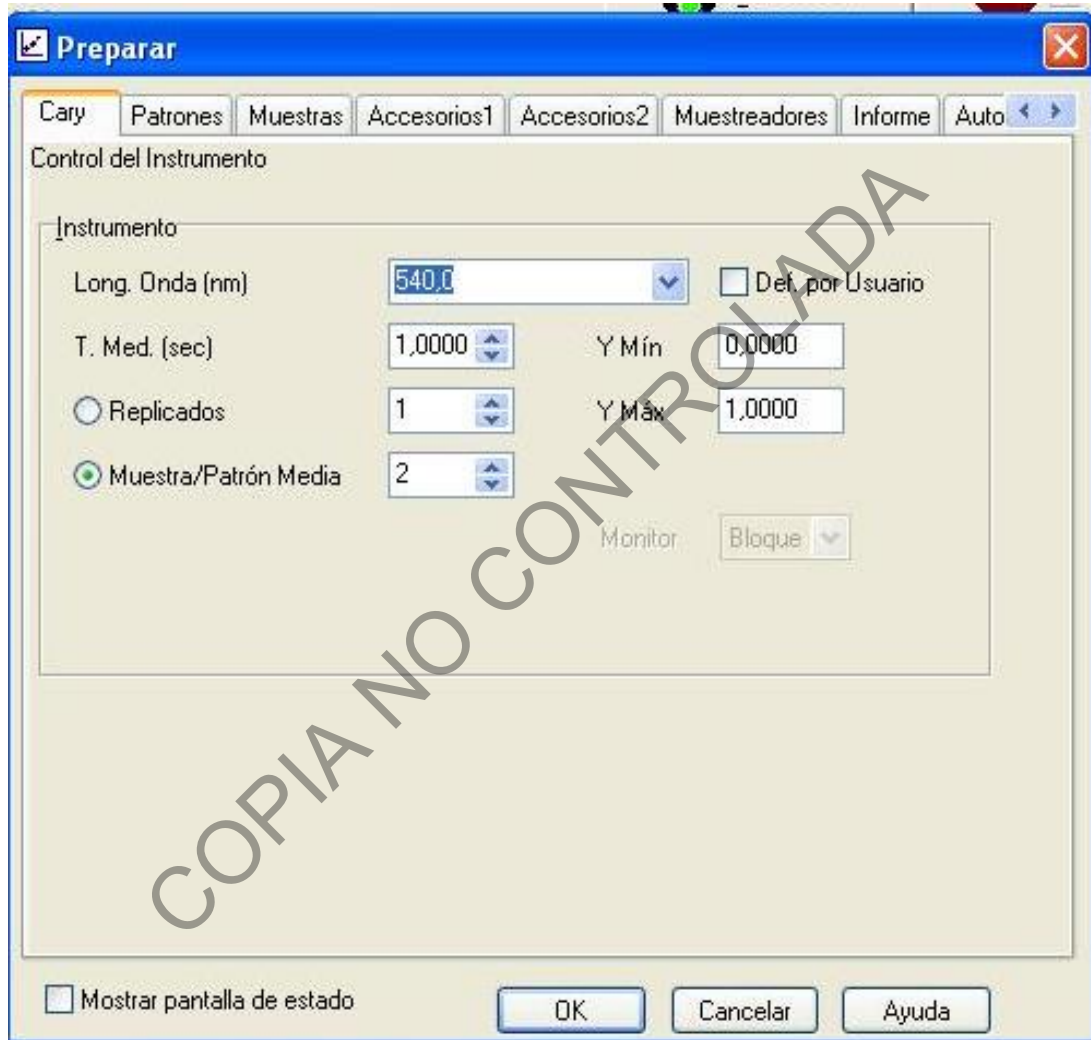 Preparar
Cary Patrones Muestras Accesorios1 Accesorios2 Muestreadores Informe Auto
Control del Instrumento
Instrumento
Long. Onda (nm) 540,0 Def. por Usuario
T. Med. (sec) 1,0000 Y Mín 0,0000
Replicados 1 Y Máx 1,0000
Muestra/Patrón Media 2
Monitor Bloque
COPIA NO CONTROLADA
Mostrar pantalla de estado OK Cancelar Ayuda